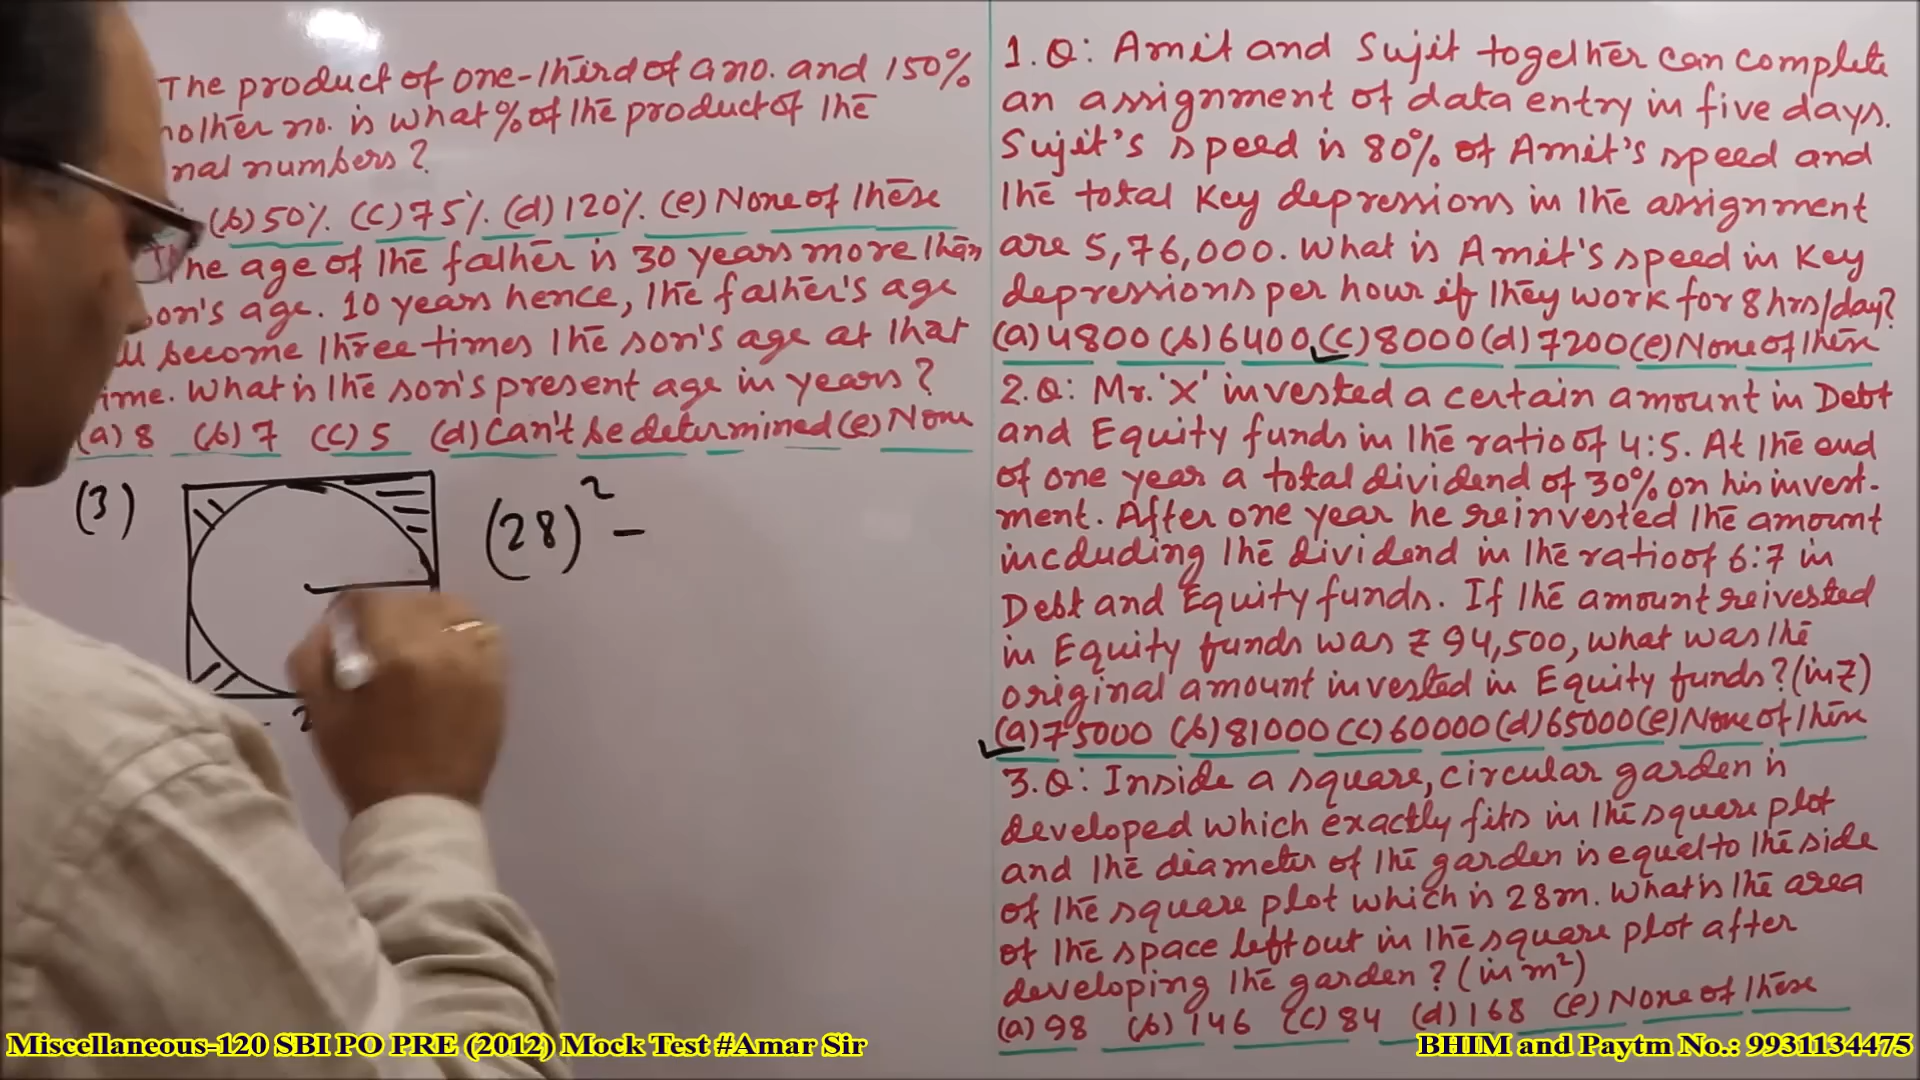 The product of one-third of a no. and 150%
no. is what % of the product of the
numbers?
(b) 50% (c) 75% (d) 120% (e) None of these
he age of the father is 30 years more than
son's age. 10 years hence, the father's age
become three times the son's age at that
time. What is the son's present age in years?
(a) 8 (b) 7 (c) 5 (d) Can't be determined (e) None
(3) (28)² –
1.Q: Amit and Sujit together can complete
an assignment of data entry in five days.
Sujit's speed is 80% of Amit's speed and
the total key depressions in the assignment
are 5,76,000. What is Amit's speed in key
depressions per hour if they work for 8 hrs/day?
(a) 4800 (b) 6400 (c) 8000 (d) 7200 (e) None of these
2.Q: Mr. 'X' invested a certain amount in Debt
and Equity funds in the ratio of 4:5. At the end
of one year a total dividend of 30% on his invest-
ment. After one year he reinvested the amount
including the dividend in the ratio of 6:7 in
Debt and Equity funds. If the amount reivested
in Equity funds was ₹ 94,500, what was the
original amount invested in Equity funds? (in ₹)
(a) 75000 (b) 81000 (c) 60000 (d) 65000 (e) None of these
3.Q: Inside a square, circular garden is
developed which exactly fits in the square plot
and the diameter of the garden is equal to the side
of the square plot which is 28m. What is the area
of the space left out in the square plot after
developing the garden? (in m²)
(a) 98 (b) 146 (c) 84 (d) 168 (e) None of these
Miscellaneous-120 SBI PO PRE (2012) Mock Test #Amar Sir
BHIM and Paytm No.: 9931134475